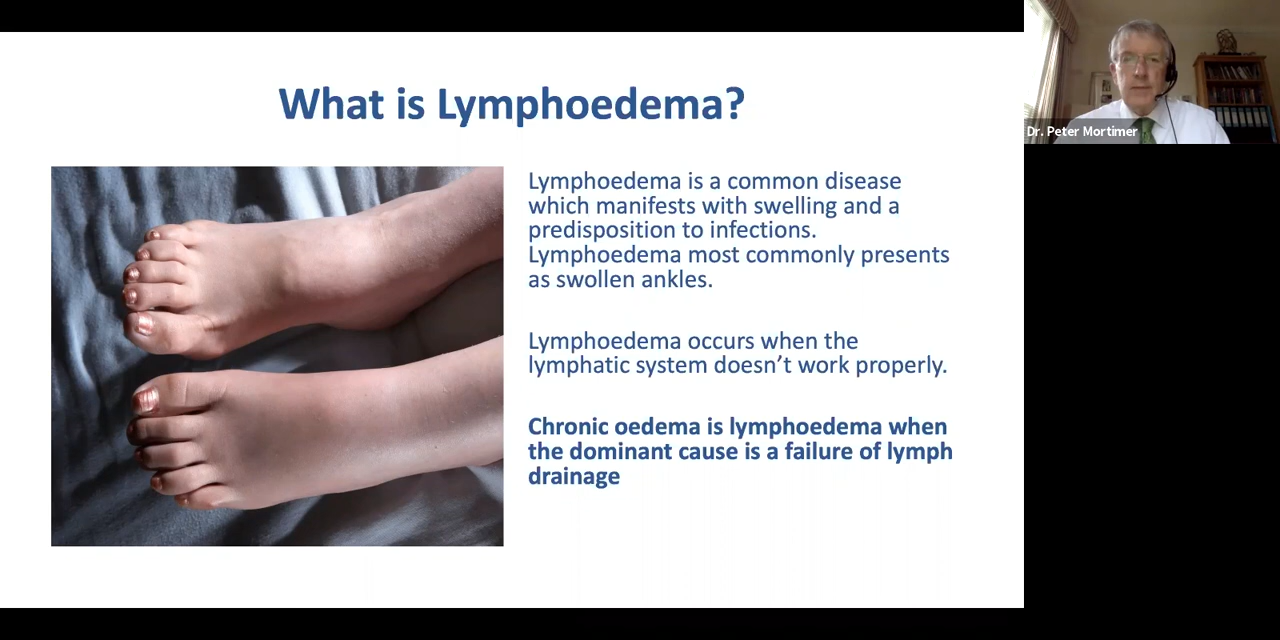 What is Lymphoedema?
Lymphoedema is a common disease
which manifests with swelling and a
predisposition to infections.
Lymphoedema most commonly presents
as swollen ankles.
Lymphoedema occurs when the
lymphatic system doesn’t work properly.
Chronic oedema is lymphoedema when
the dominant cause is a failure of lymph
drainage
Dr. Peter Mortimer